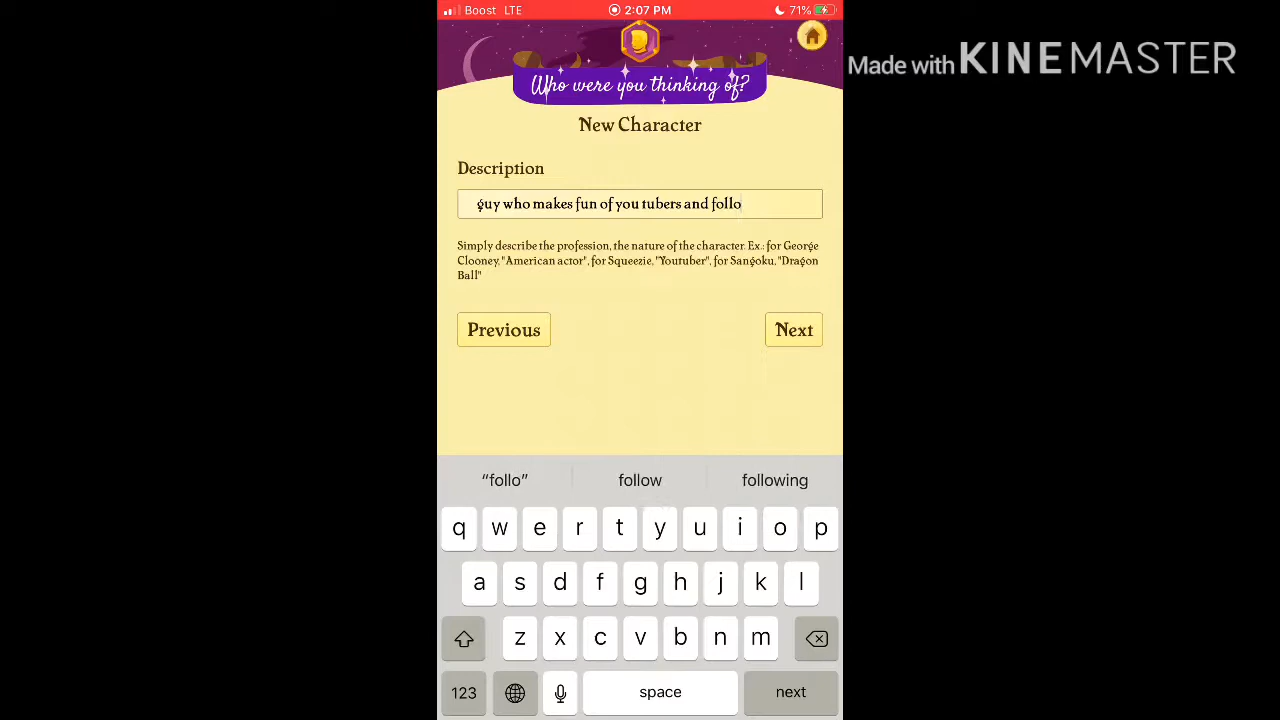 Boost LTE 2:07 PM 71%
Made with KINEMASTER
Who were you thinking of?
New Character
Description
guy who makes fun of you tubers and follo
Simply describe the profession, the nature of the character. Ex.: for George
Clooney, "American actor", for Squeezie, "Youtuber", for Sangoku, "Dragon
Ball"
Previous Next
“follo” follow following
q w e r t y u i o p
a s d f g h j k l
z x c v b n m
123 space next